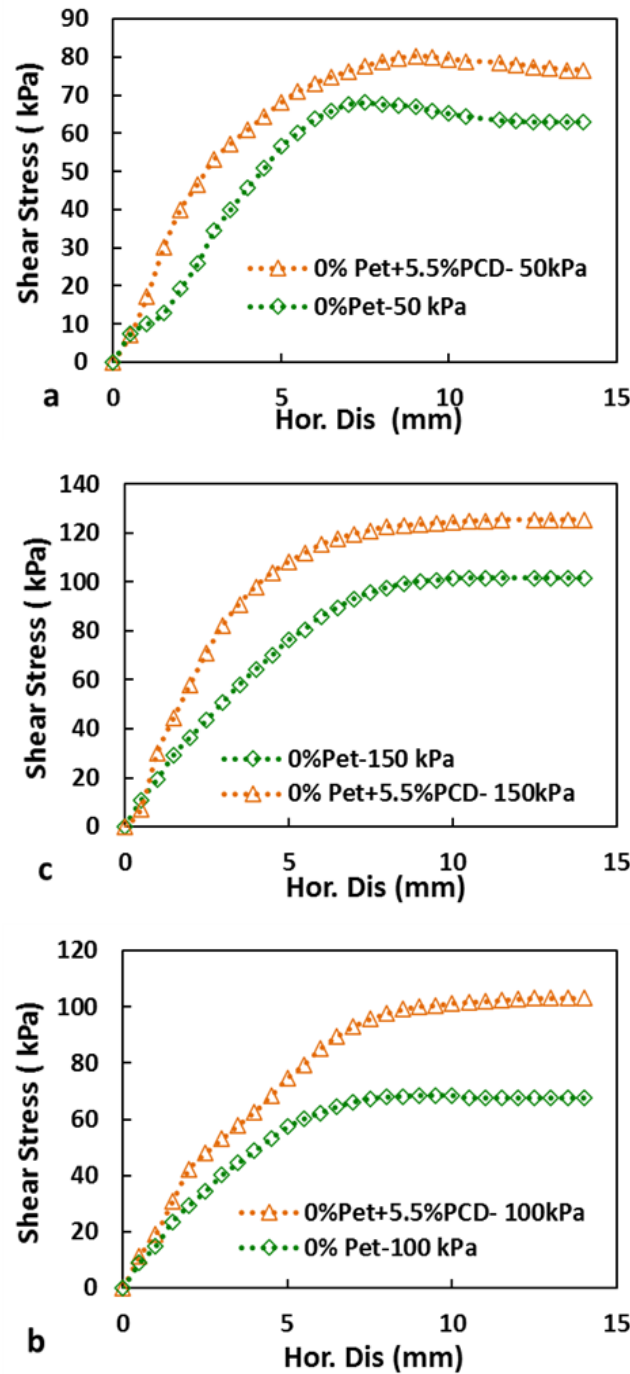 90
80
70
60
50
40
30
20
10
0
Shear Stress ( kPa)
0% Pet+5.5%PCD- 50kPa
0%Pet-50 kPa
0 5 10 15
a
Hor. Dis (mm)
140
120
100
80
60
40
20
0
Shear Stress ( kPa)
0%Pet-150 kPa
0% Pet+5.5%PCD- 150kPa
0 5 10 15
c
Hor. Dis (mm)
120
100
80
60
40
20
0
Shear Stress ( kPa)
0%Pet+5.5%PCD- 100kPa
0% Pet-100 kPa
0 5 10 15
b
Hor. Dis (mm)